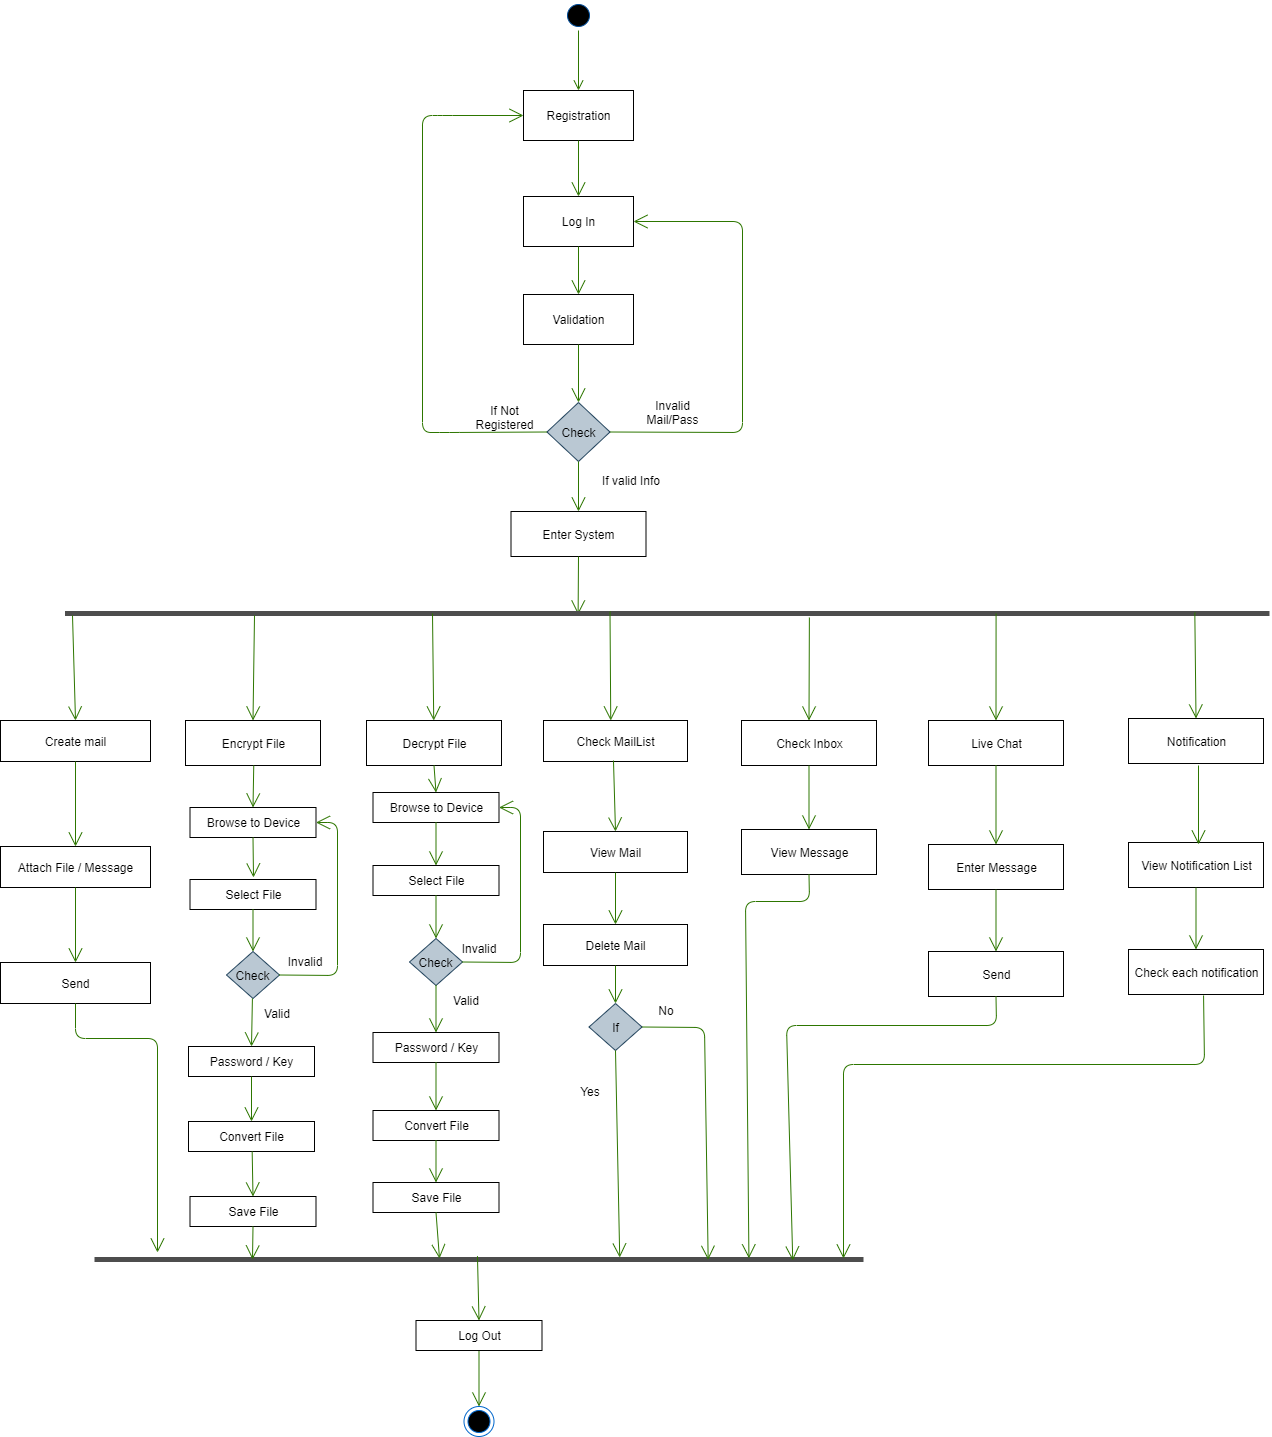 Registration
Log In
Validation
If Not
Registered
Invalid
Mail/Pass
Check
If valid Info
Enter System
Create mail
Encrypt File
Decrypt File
Check MailList
Check Inbox
Live Chat
Notification
Browse to Device
Browse to Device
Attach File / Message
Select File
Select File
View Mail
View Message
Enter Message
View Notification List
Delete Mail
Invalid
Check
Invalid
Check
Send
Send
Check each notification
Valid
Valid
If
No
Yes
Password / Key
Password / Key
Convert File
Convert File
Save File
Save File
Log Out